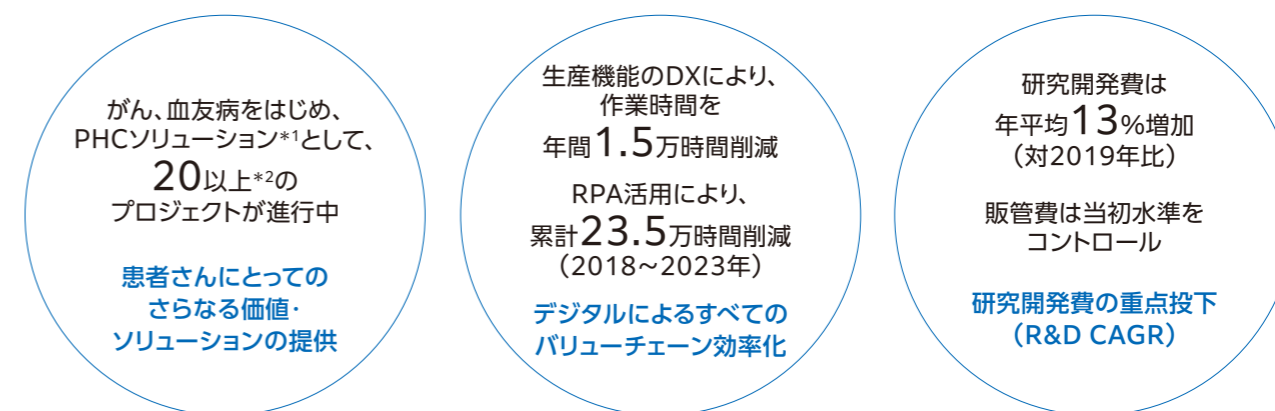 がん、血友病をはじめ、
PHCソリューション*1として、
20以上*2の
プロジェクトが進行中
患者さんにとっての
さらなる価値・
ソリューションの提供
生産機能のDXにより、
作業時間を
年間1.5万時間削減
RPA活用により、
累計23.5万時間削減
（2018～2023年）
デジタルによるすべての
バリューチェーン効率化
研究開発費は
年平均13%増加
（対2019年比）
販管費は当初水準を
コントロール
研究開発費の重点投下
（R&D CAGR）